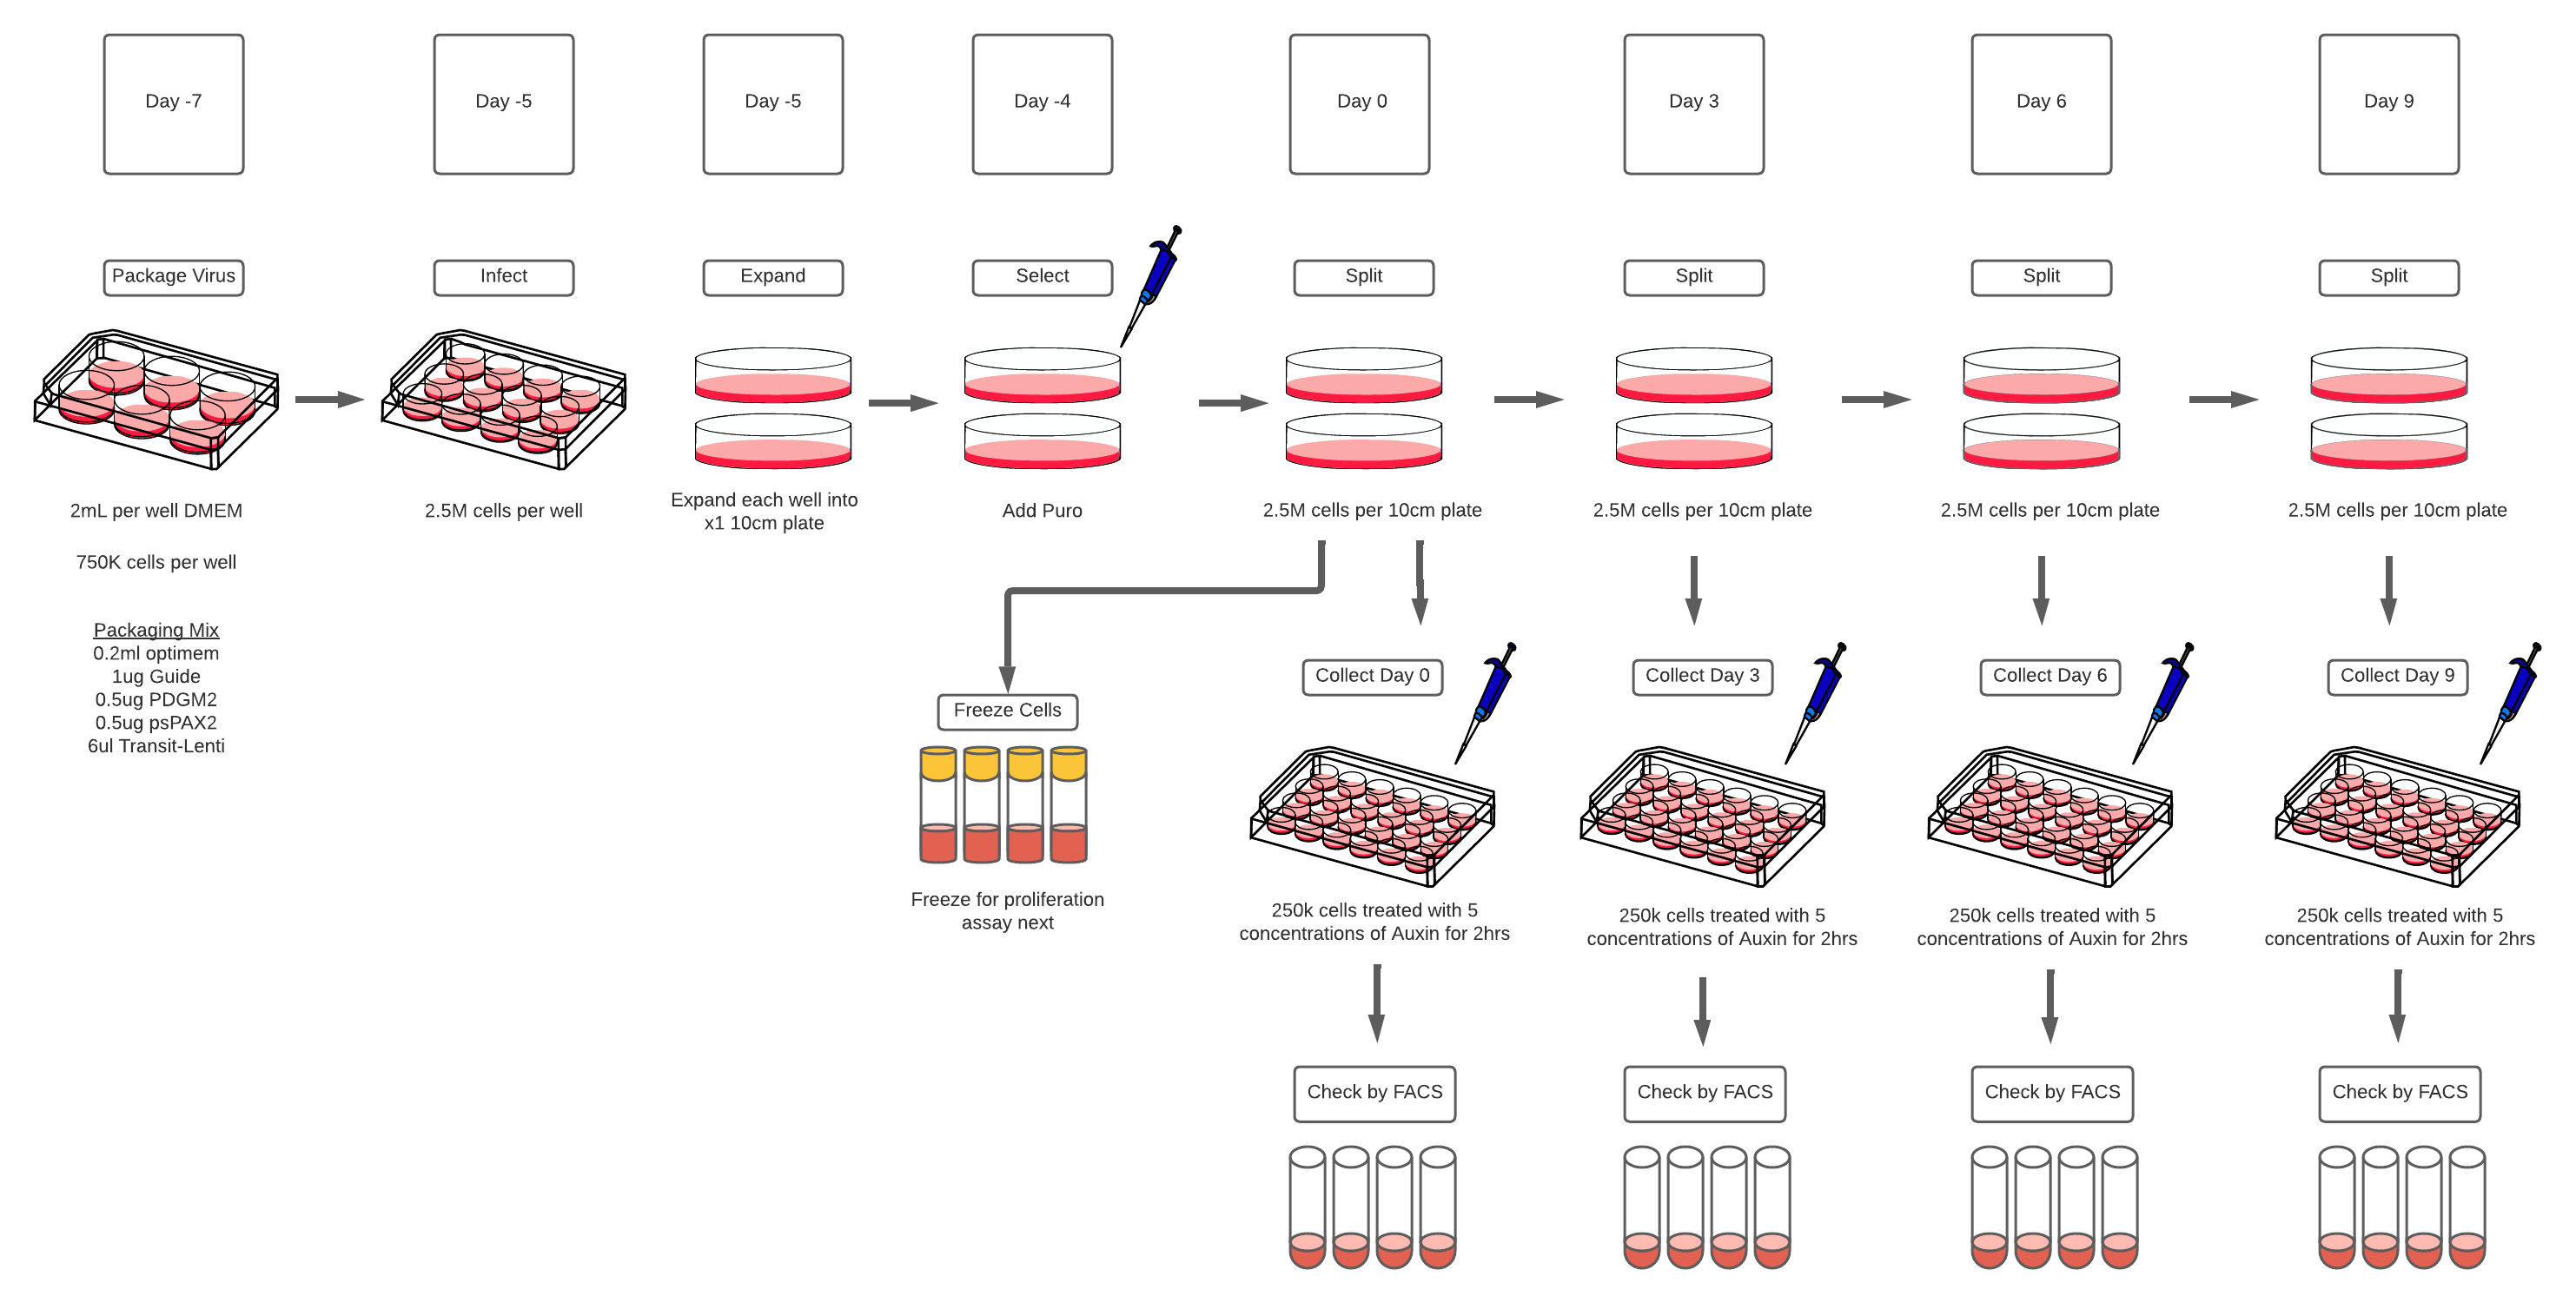 Day -7
Day -5
Day -5
Day -4
Day 0
Day 3
Day 6
Day 9
Package Virus
Infect
Expand
Select
Split
Split
Split
Split
2mL per well DMEM
750K cells per well
Packaging Mix
0.2ml optimem
1ug Guide
0.5ug PDGM2
0.5ug psPAX2
6ul Transit-Lenti
2.5M cells per well
Expand each well into
x1 10cm plate
Add Puro
2.5M cells per 10cm plate
2.5M cells per 10cm plate
2.5M cells per 10cm plate
2.5M cells per 10cm plate
Freeze Cells
Freeze for proliferation
assay next
Collect Day 0
Collect Day 3
Collect Day 6
Collect Day 9
250k cells treated with 5
concentrations of Auxin for 2hrs
250k cells treated with 5
concentrations of Auxin for 2hrs
250k cells treated with 5
concentrations of Auxin for 2hrs
250k cells treated with 5
concentrations of Auxin for 2hrs
Check by FACS
Check by FACS
Check by FACS
Check by FACS